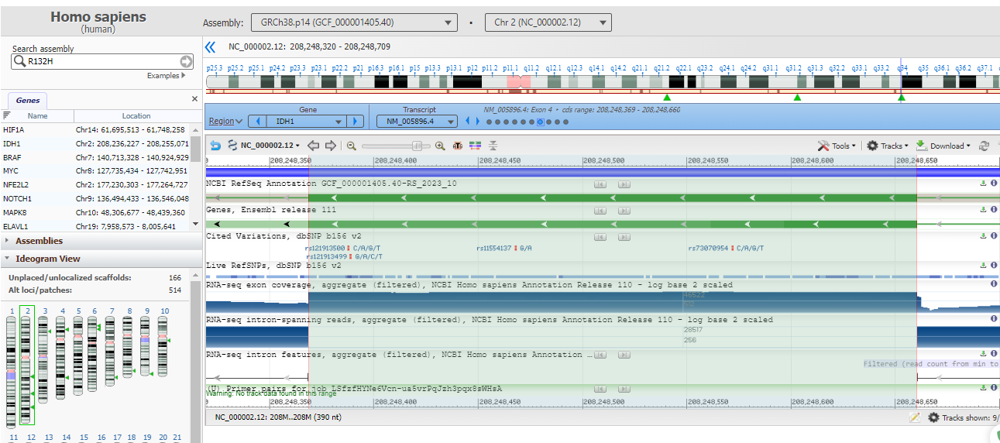 Homo sapiens
(human)
Assembly:
GRCh38.p14 (GCF_000001405.40)
Chr 2 (NC_000002.12)
Search assembly
R132H
Examples
Genes
Name
Location
HIF1A Chr14: 61,695,513 - 61,748,258
IDH1 Chr2: 208,236,227 - 208,255,071
BRAF Chr7: 140,713,328 - 140,924,929
MYC Chr8: 127,735,434 - 127,742,951
NFE2L2 Chr2: 177,230,303 - 177,264,727
NOTCH1 Chr9: 136,494,433 - 136,546,048
MAPK8 Chr10: 48,306,677 - 48,439,360
ELAVL1 Chr19: 7,958,573 - 8,005,641
Assemblies
Ideogram View
Unplaced/unlocalized scaffolds: 166
Alt loci/patches: 514
1 2 3 4 5 6 7 8 9 10
11 12 13 14 15 16 17 18 19 20 21
NC_000002.12: 208,248,320 - 208,248,709
p25.3 p25.2 p25.1 p24.2 p23.3 p23.1 p22.2 p21 p16.3 p16.1 p15 p13.3 p12 p11.2 p11.1 q11.2 q12.1 q12.3 q14.1 q14.2 q21.1 q21.2 q22.1 q22.3 q23.3 q24.2 q31.1 q31.2 q32.1 q32.3 q33.2 q34 q35 q36.2 q36.3 q37.1
Region
Gene
IDH1
Transcript
NM_005896.4
NM_005896.4: Exon 4 • cds range: 208,248,369 - 208,248,660
NC_000002.12
Tools
Tracks
Download
208,248,350 208,248,400 208,248,450 208,248,500 208,248,550 208,248,600 208,248,650
NCBI RefSeq Annotation GCF_000001405.40-RS_2023_10
Genes, Ensembl release 111
Cited Variations, dbSNP b156 v2
rs121913500 C/A/G/T
rs11554137 G/A
rs73070954 C/A/G/T
rs121913499 G/A/C/T
Live RefSNPs, dbSNP b156 v2
RNA-seq exon coverage, aggregate (filtered), NCBI Homo sapiens Annotation Release 110 - log base 2 scaled
46622
RNA-seq intron-spanning reads, aggregate (filtered), NCBI Homo sapiens Annotation Release 110 - log base 2 scaled
28517
256
RNA-seq intron features, aggregate (filtered), NCBI Homo sapiens Annotation ...
Filtered (read count from min to
(U) Primer pairs for job LSfzfHYNe6Vcn-ua5vrPqJzh3pqx8sWHsA
Warning: No track data found in this range
208,248,350 208,248,400 208,248,450 208,248,500 208,248,550 208,248,600 208,248,650
NC_000002.12: 208M..208M (390 nt)
Tracks shown: 9/